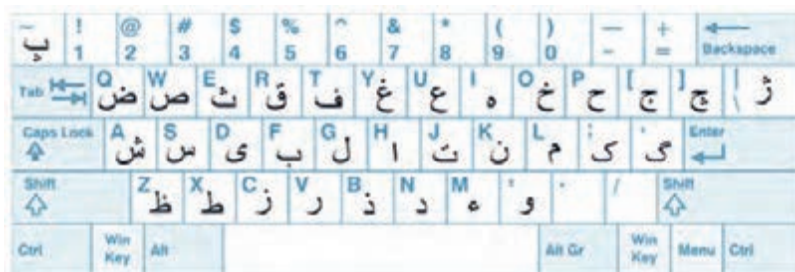 ~ پ ! 1 @ 2 # 3 $ 4 % 5 ^ 6 & 7 * 8 ( 9 ) 0 — - + = Backspace
Tab Q ض W ص E ث R ق T ف Y غ U ع I ه O خ P ح [ ج ] چ | \ ژ
Caps Lock A ش S س D ی F ب G ل H ا J ت K ن L م ; ک ' گ Enter
Shift Z ظ X ط C ز V ر B ذ N د M ء و . / Shift
Ctrl Win Key Alt Alt Gr Win Key Menu Ctrl